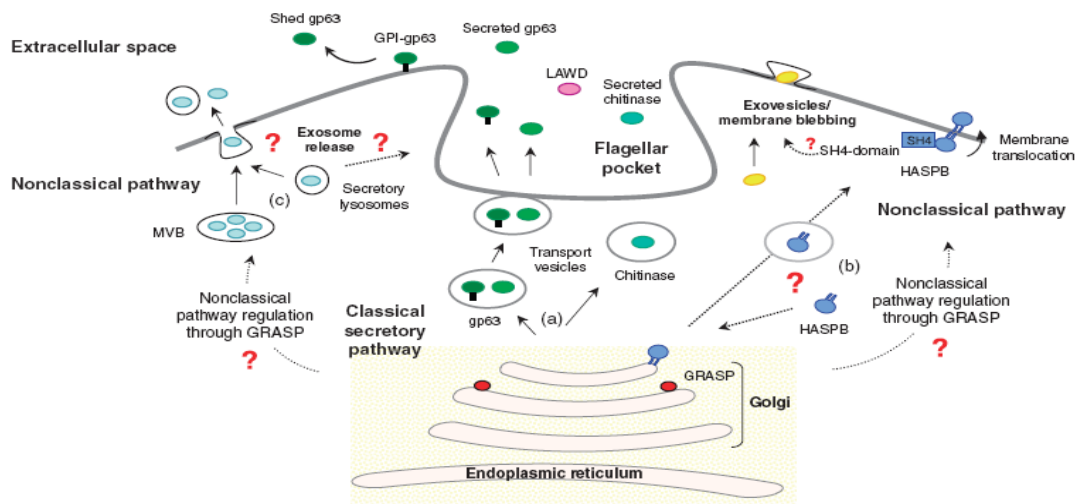 Shed gp63
GPI-gp63
Secreted gp63
Extracellular space
LAWD
Secreted
chitinase
Exovesicles/
membrane blebbing
?
Exosome
release
?
?
SH4-domain
SH4
HASPB
Membrane
translocation
Flagellar
pocket
Nonclassical pathway
(c)
Secretory
lysosomes
Nonclassical pathway
MVB
Transport
vesicles
Chitinase
(b)
?
Nonclassical
pathway regulation
through GRASP
?
gp63
(a)
HASPB
Nonclassical
pathway regulation
through GRASP
?
Classical
secretory
pathway
GRASP
Golgi
Endoplasmic reticulum